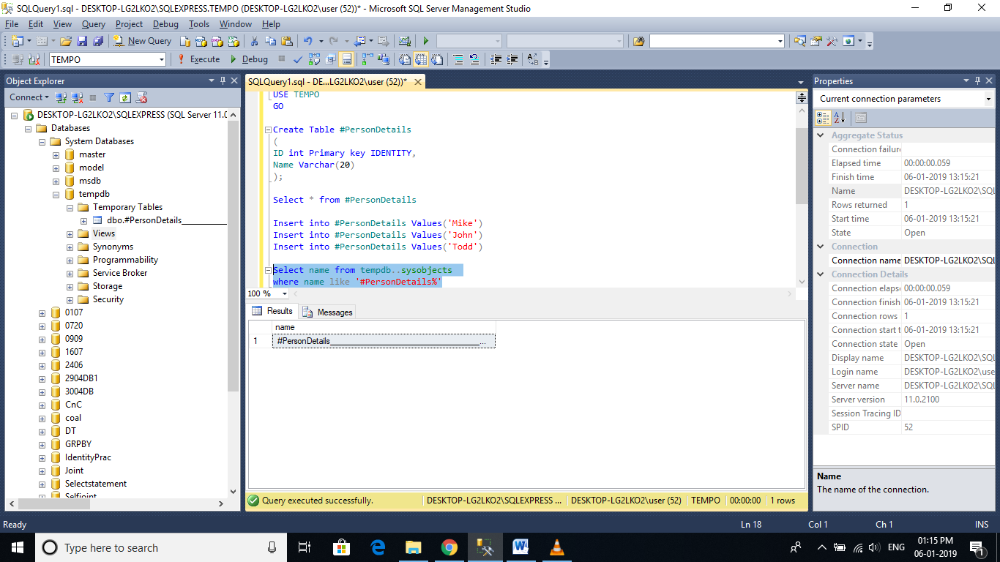 SQLQuery1.sql - DESKTOP-LG2LKO2\SQLEXPRESS.TEMPO (DESKTOP-LG2LKO2\user (52))* - Microsoft SQL Server Management Studio
File Edit View Query Project Debug Tools Window Help
New Query
TEMPO
Execute Debug
Object Explorer
Connect
DESKTOP-LG2LKO2\SQLEXPRESS (SQL Server 11.0
Databases
System Databases
master
model
msdb
tempdb
Temporary Tables
dbo.#PersonDetails____________
Views
Synonyms
Programmability
Service Broker
Storage
Security
0107
0720
0909
1607
2406
2904DB1
3004DB
CnC
coal
DT
GRPBY
IdentityPrac
Joint
Selectstatement
Selfjoint
SQLQuery1.sql - DE...LG2LKO2\user (52))*
USE TEMPO
GO
Create Table #PersonDetails
(
ID int Primary key IDENTITY,
Name Varchar(20)
);
Select * from #PersonDetails
Insert into #PersonDetails Values('Mike')
Insert into #PersonDetails Values('John')
Insert into #PersonDetails Values('Todd')
Select name from tempdb..sysobjects
where name like '#PersonDetails%'
100 %
Results Messages
name
1 #PersonDetails__________________________________...
Query executed successfully. DESKTOP-LG2LKO2\SQLEXPRESS ... DESKTOP-LG2LKO2\user (52) TEMPO 00:00:00 1 rows
Properties
Current connection parameters
Aggregate Status
Connection failure
Elapsed time 00:00:00.059
Finish time 06-01-2019 13:15:21
Name DESKTOP-LG2LKO2\SQL
Rows returned 1
Start time 06-01-2019 13:15:21
State Open
Connection
Connection name DESKTOP-LG2LKO2\SQL
Connection Details
Connection elaps 00:00:00.059
Connection finish 06-01-2019 13:15:21
Connection rows 1
Connection start t 06-01-2019 13:15:21
Connection state Open
Display name DESKTOP-LG2LKO2\SQL
Login name DESKTOP-LG2LKO2\use
Server name DESKTOP-LG2LKO2\SQL
Server version 11.0.2100
Session Tracing ID
SPID 52
Name
The name of the connection.
Ready Ln 18 Col 1 Ch 1 INS
Type here to search
ENG
01:15 PM
06-01-2019
1